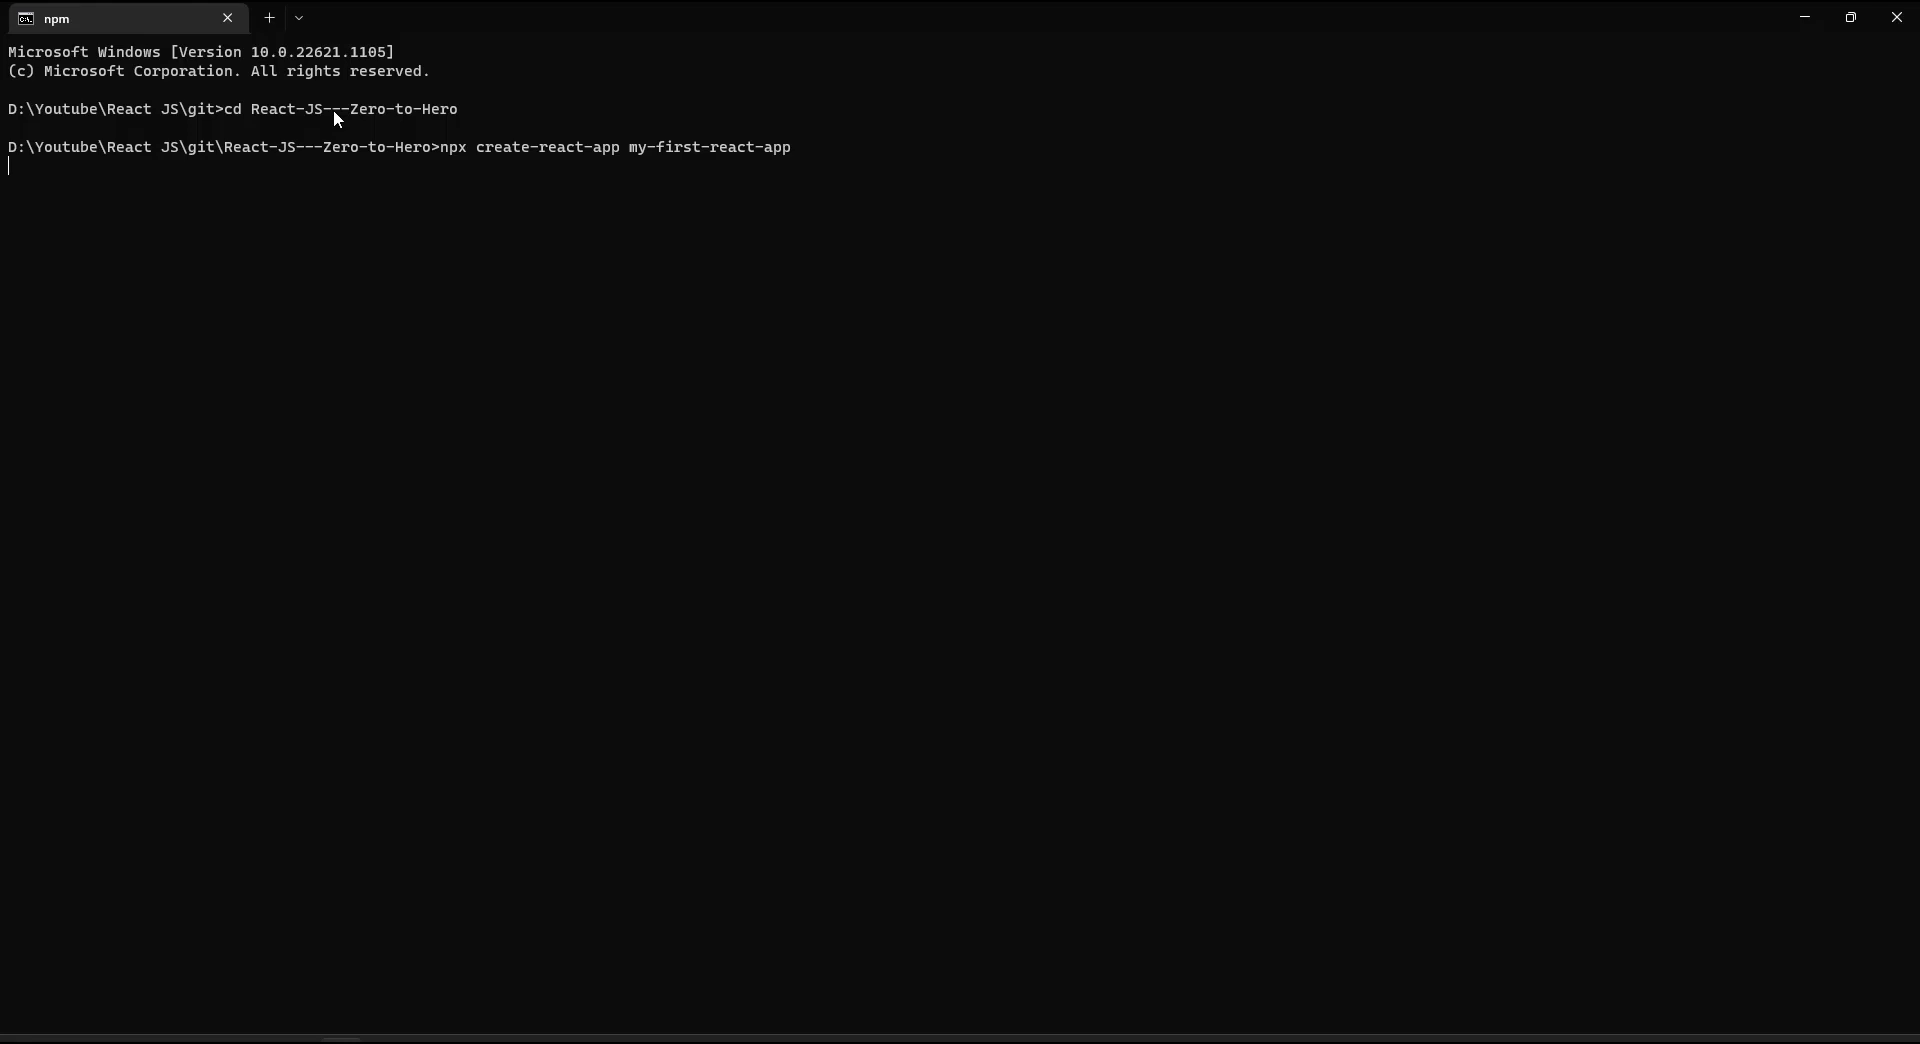 npm
Microsoft Windows [Version 10.0.22621.1105]
(c) Microsoft Corporation. All rights reserved.
D:\Youtube\React JS\git>cd React-JS---Zero-to-Hero
D:\Youtube\React JS\git\React-JS---Zero-to-Hero>npx create-react-app my-first-react-app